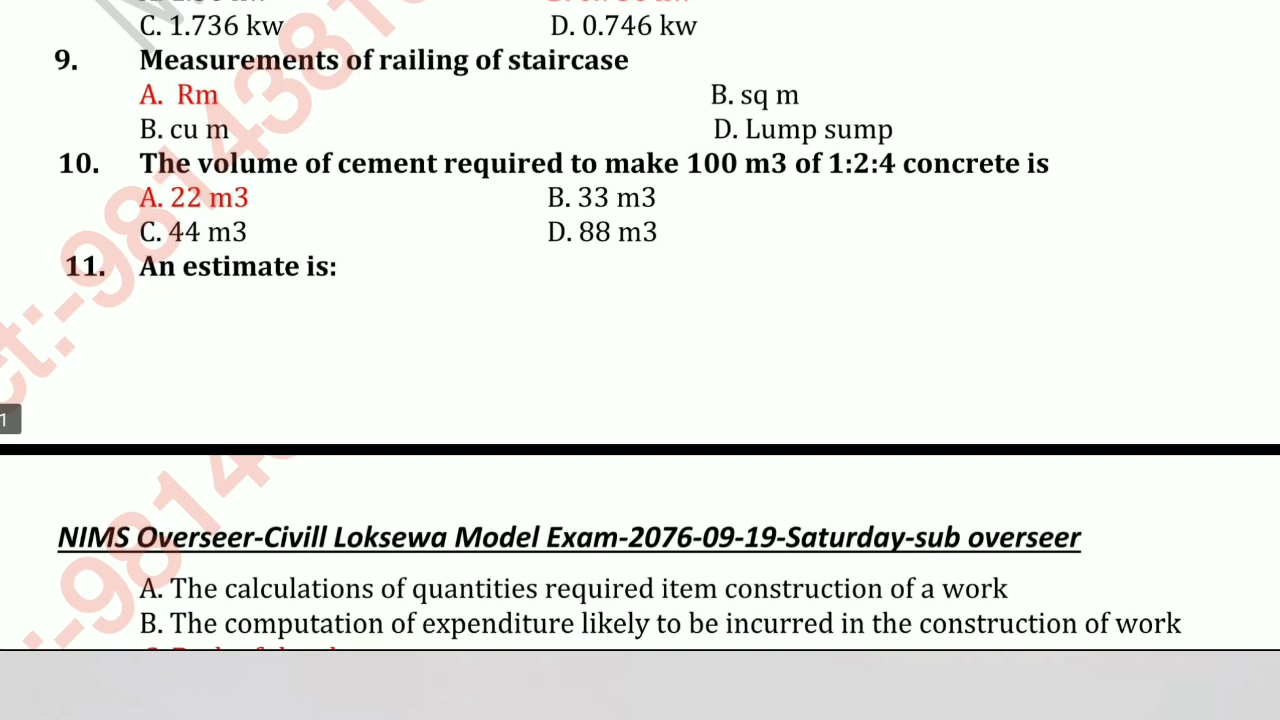 C. 1.736 kw D. 0.746 kw
9. Measurements of railing of staircase
A. Rm B. sq m
B. cu m D. Lump sump
10. The volume of cement required to make 100 m3 of 1:2:4 concrete is
A. 22 m3 B. 33 m3
C. 44 m3 D. 88 m3
11. An estimate is:
1
NIMS Overseer-Civill Loksewa Model Exam-2076-09-19-Saturday-sub overseer
A. The calculations of quantities required item construction of a work
B. The computation of expenditure likely to be incurred in the construction of work